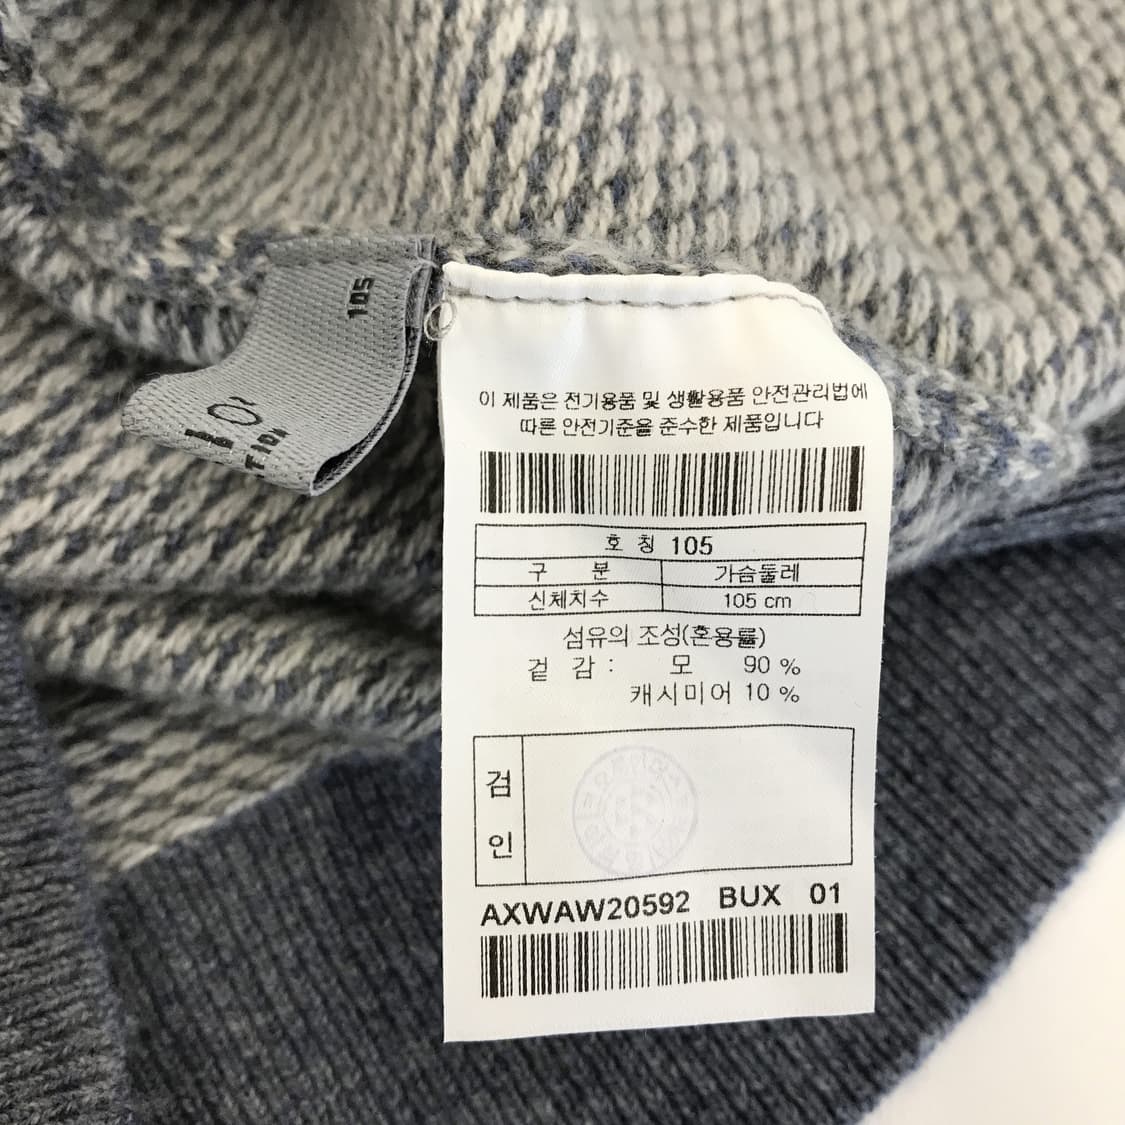 105
이 제품은 전기용품 및 생활용품 안전관리법에
따른 안전기준을 준수한 제품입니다
호 칭 105
구 분 가슴둘레
신체치수 105 cm
섬유의 조성(혼용률)
겉 감 : 모 90 %
캐시미어 10 %
검
인
AXWAW20592 BUX 01